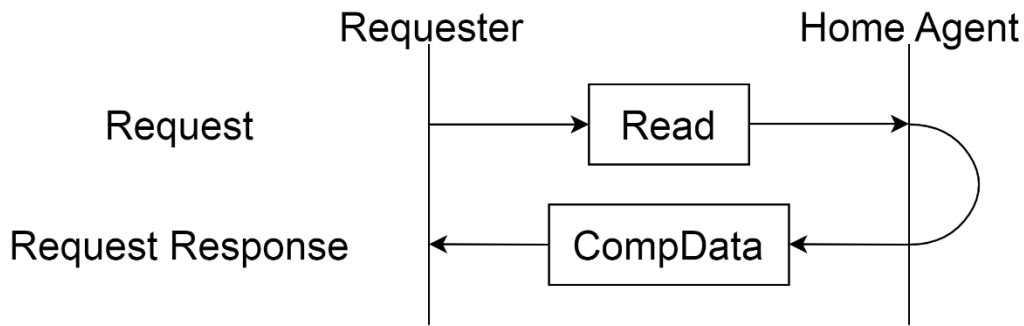 Requester
Home Agent
Request
Read
Request Response
CompData